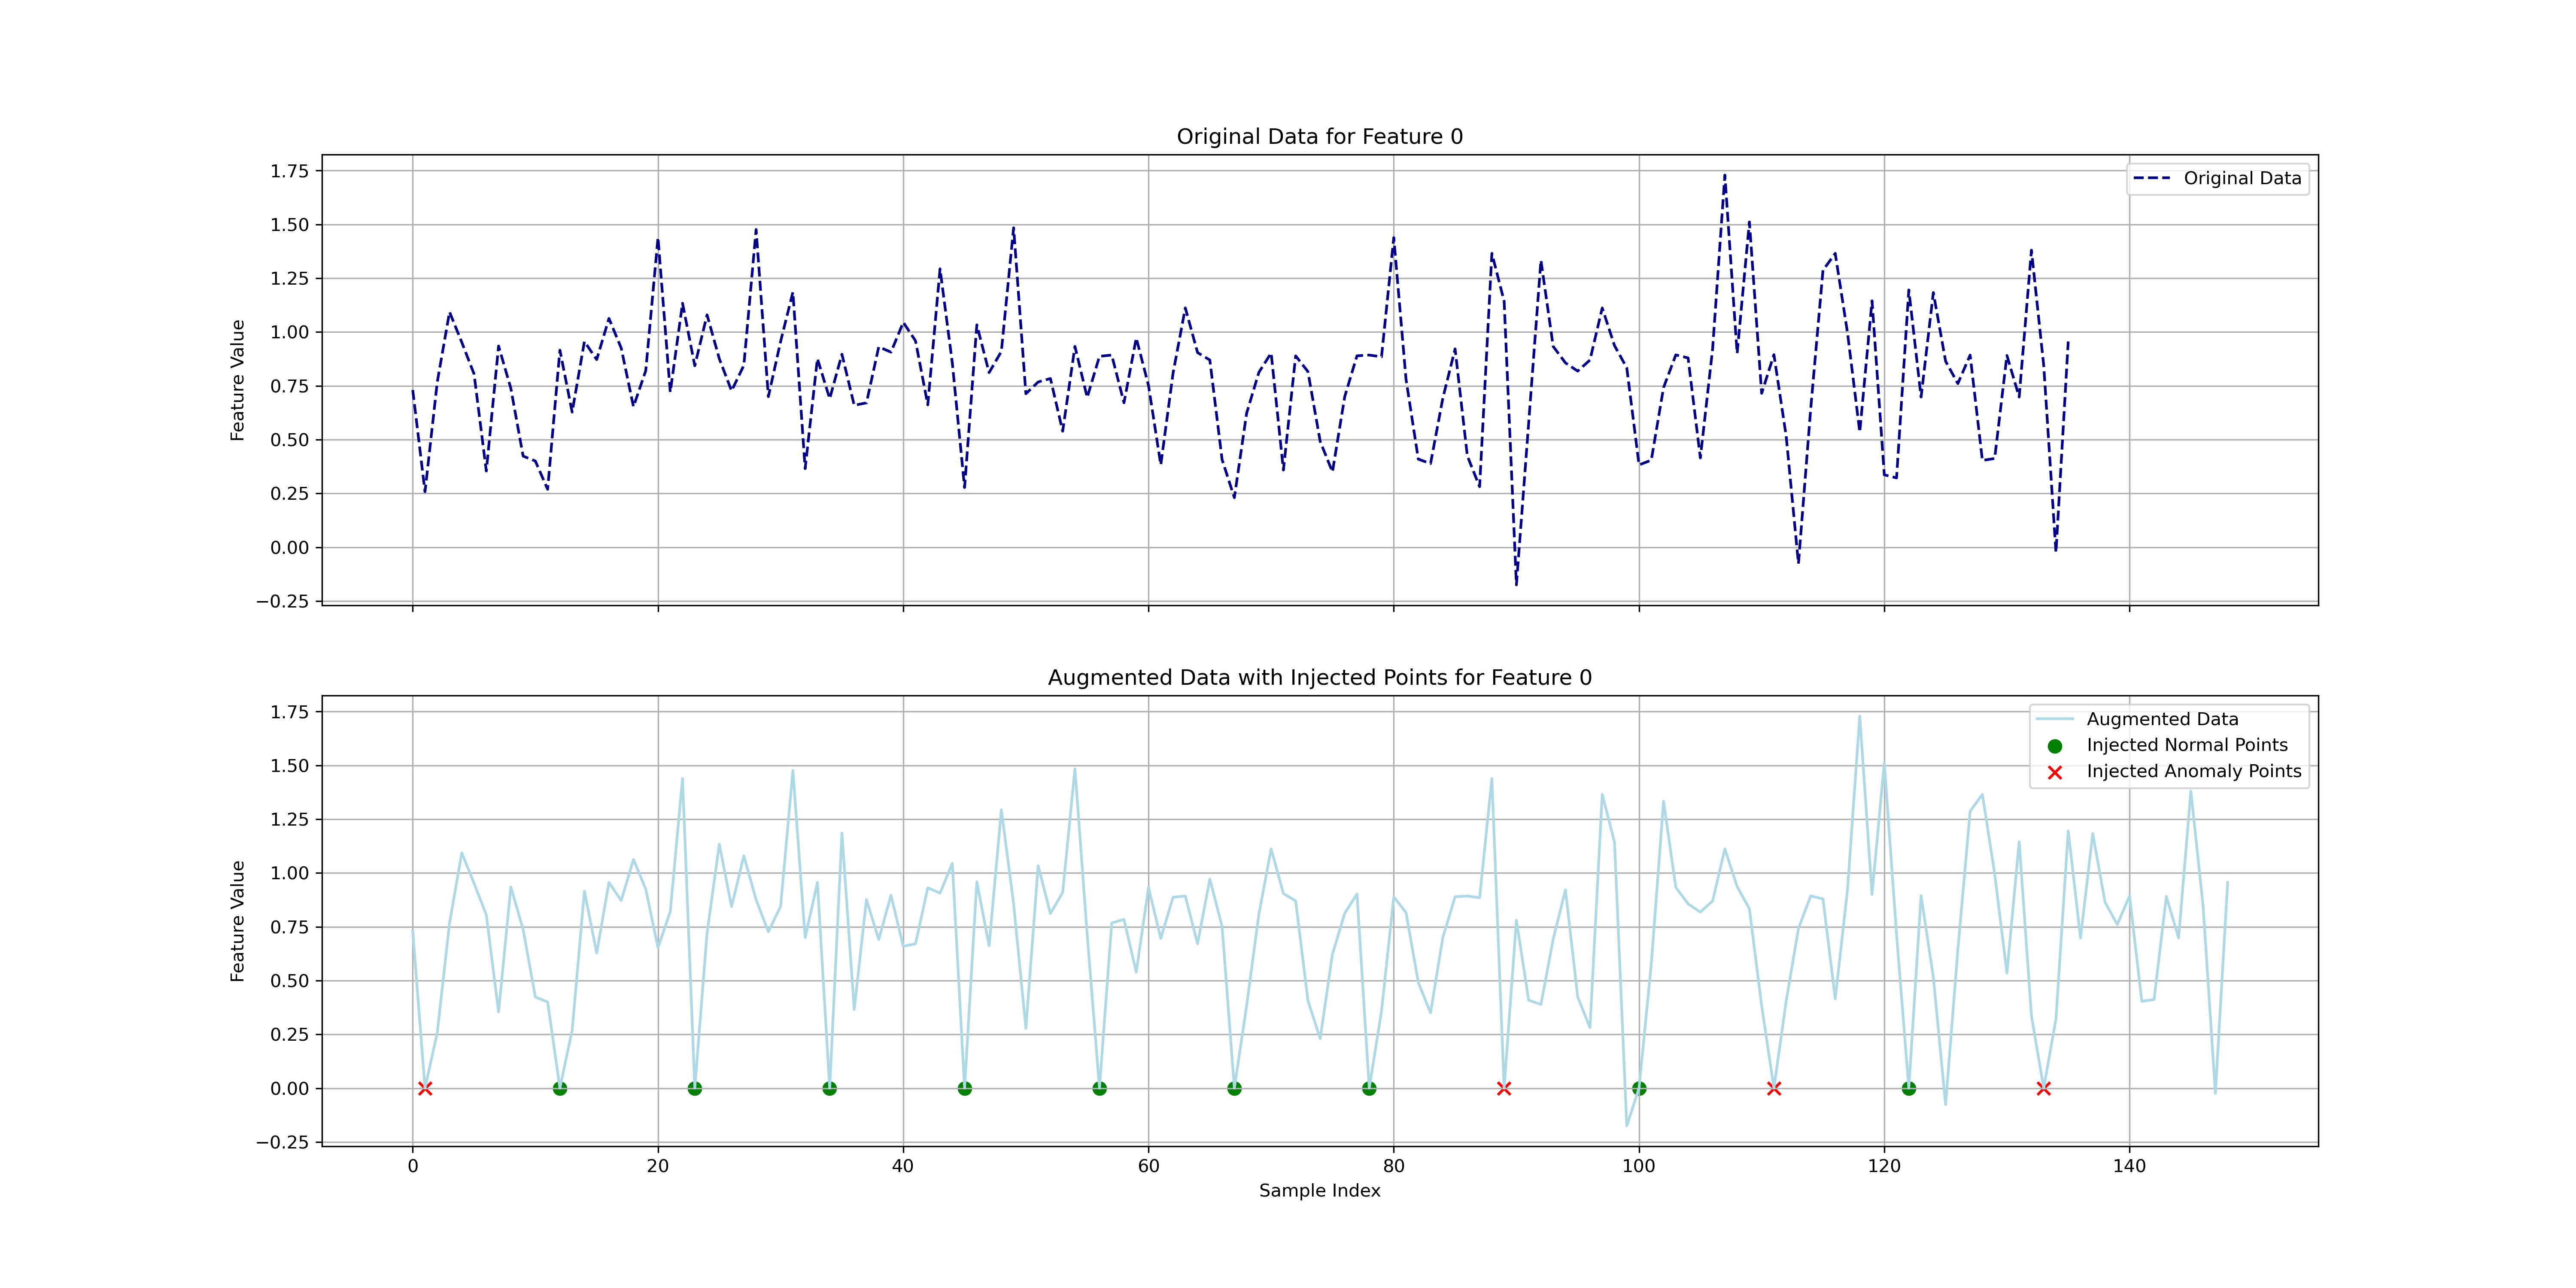 Original Data for Feature 0
1.75
1.50
1.25
1.00
0.75
0.50
0.25
0.00
−0.25
Feature Value
Original Data
Augmented Data with Injected Points for Feature 0
1.75
1.50
1.25
1.00
0.75
0.50
0.25
0.00
−0.25
Feature Value
Augmented Data
Injected Normal Points
Injected Anomaly Points
0 20 40 60 80 100 120 140
Sample Index